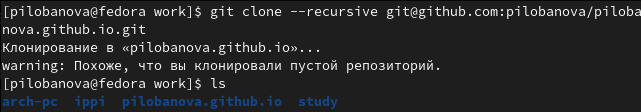 [pilobanova@fedora work]$ git clone --recursive git@github.com:pilobanova/piloba
nova.github.io.git
Клонирование в «pilobanova.github.io»...
warning: Похоже, что вы клонировали пустой репозиторий.
[pilobanova@fedora work]$ ls
arch-pc  ippi  pilobanova.github.io  study